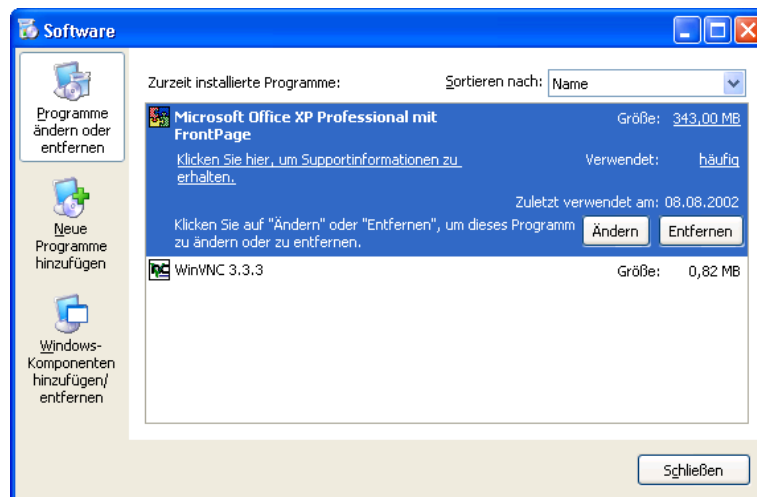 Software
Programme
ändern oder
entfernen
Neue
Programme
hinzufügen
Windows-
Komponenten
hinzufügen/
entfernen
Zurzeit installierte Programme:
Sortieren nach: Name
Microsoft Office XP Professional mit
FrontPage
Größe: 343,00 MB
Klicken Sie hier, um Supportinformationen zu
erhalten.
Verwendet: häufig
Zuletzt verwendet am: 08.08.2002
Klicken Sie auf "Ändern" oder "Entfernen", um dieses Programm
zu ändern oder zu entfernen.
Ändern Entfernen
WinVNC 3.3.3 Größe: 0,82 MB
Schließen